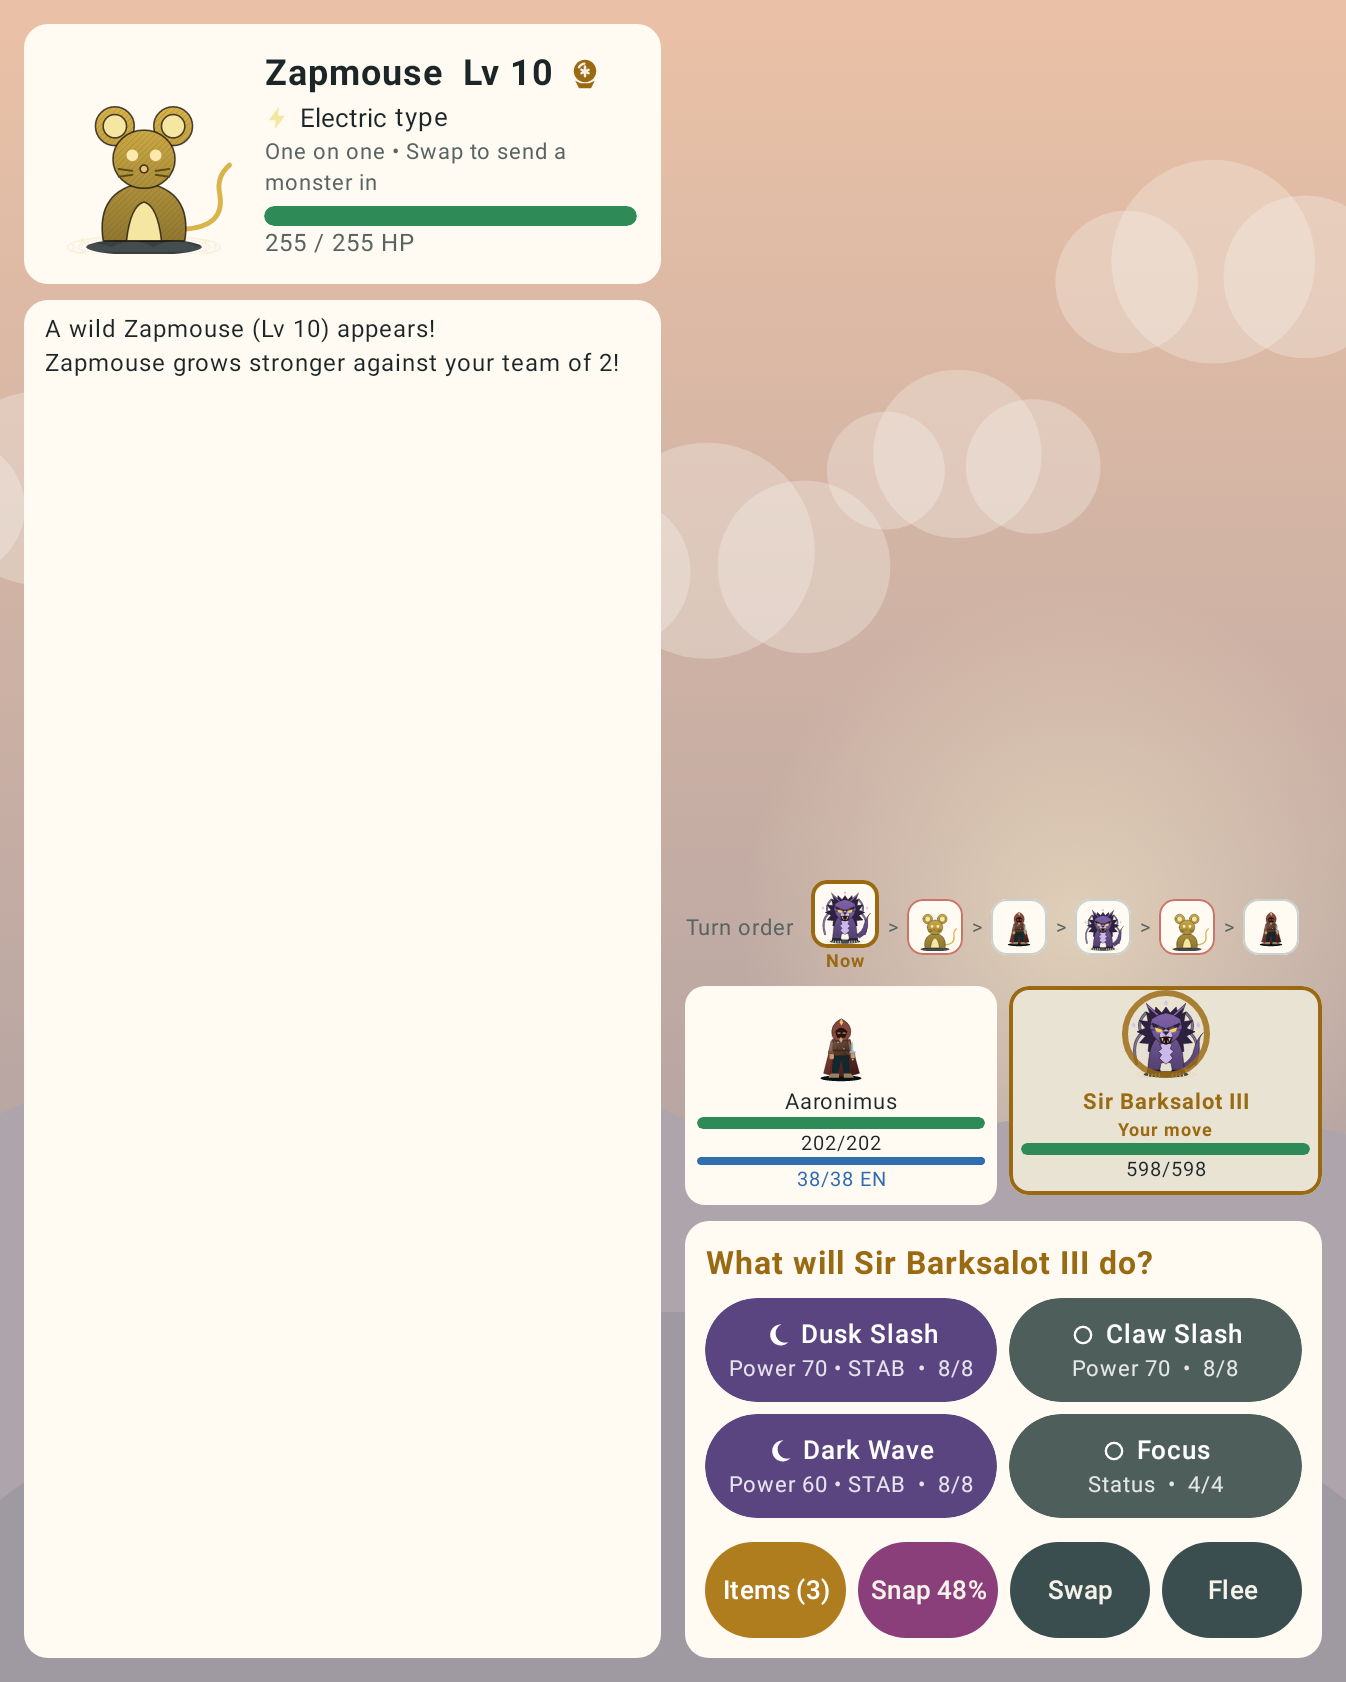 Zapmouse Lv 10
Electric type
One on one • Swap to send a
monster in
255 / 255 HP
A wild Zapmouse (Lv 10) appears!
Zapmouse grows stronger against your team of 2!
Turn order > > > > >
Now
Aaronimus
202/202
38/38 EN
Sir Barksalot III
Your move
598/598
What will Sir Barksalot III do?
Dusk Slash
Power 70 • STAB • 8/8
Claw Slash
Power 70 • 8/8
Dark Wave
Power 60 • STAB • 8/8
Focus
Status • 4/4
Items (3)
Snap 48%
Swap
Flee